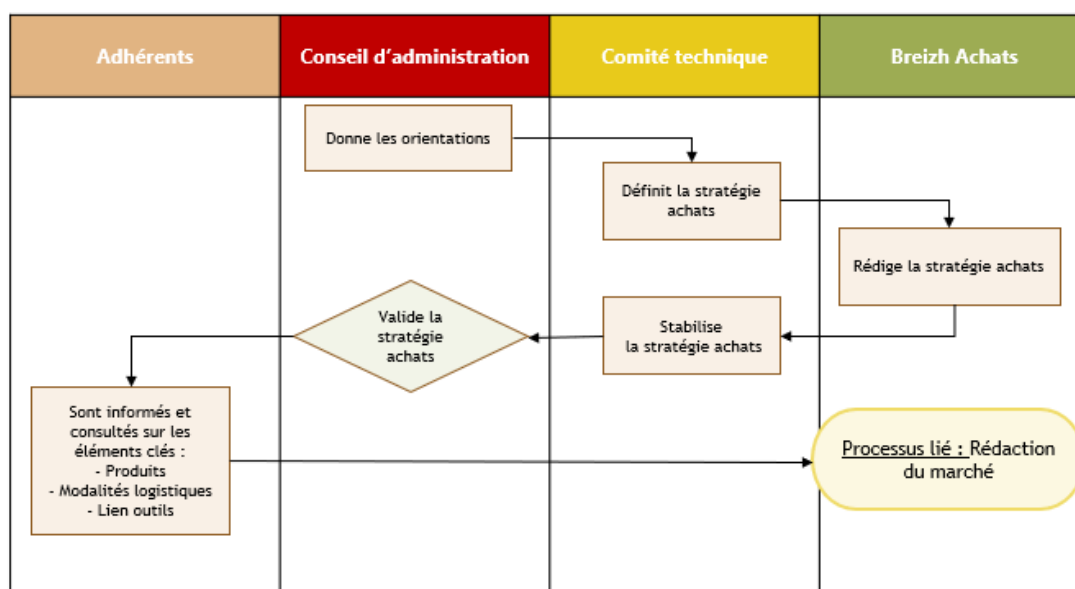 Adhérents
Conseil d'administration
Comité technique
Breizh Achats
Donne les orientations
Définit la stratégie
achats
Rédige la stratégie achats
Stabilise
la stratégie achats
Valide la
stratégie
achats
Sont informés et
consultés sur les
éléments clés :
- Produits
- Modalités logistiques
- Lien outils
Processus lié : Rédaction
du marché